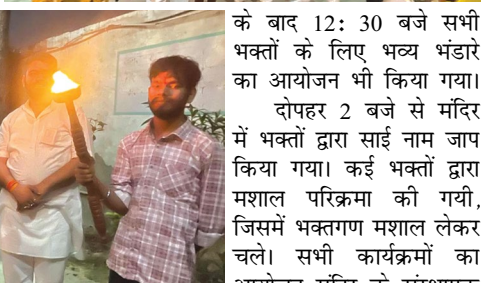 के बाद 12: 30 बजे सभी
भक्तों के लिए भव्य भंडारे
का आयोजन भी किया गया।
दोपहर 2 बजे से मंदिर
में भक्तों द्वारा साई नाम जाप
किया गया। कई भक्तों द्वारा
मशाल परिक्रमा की गयी,
जिसमें भक्तगण मशाल लेकर
चले। सभी कार्यक्रमों का